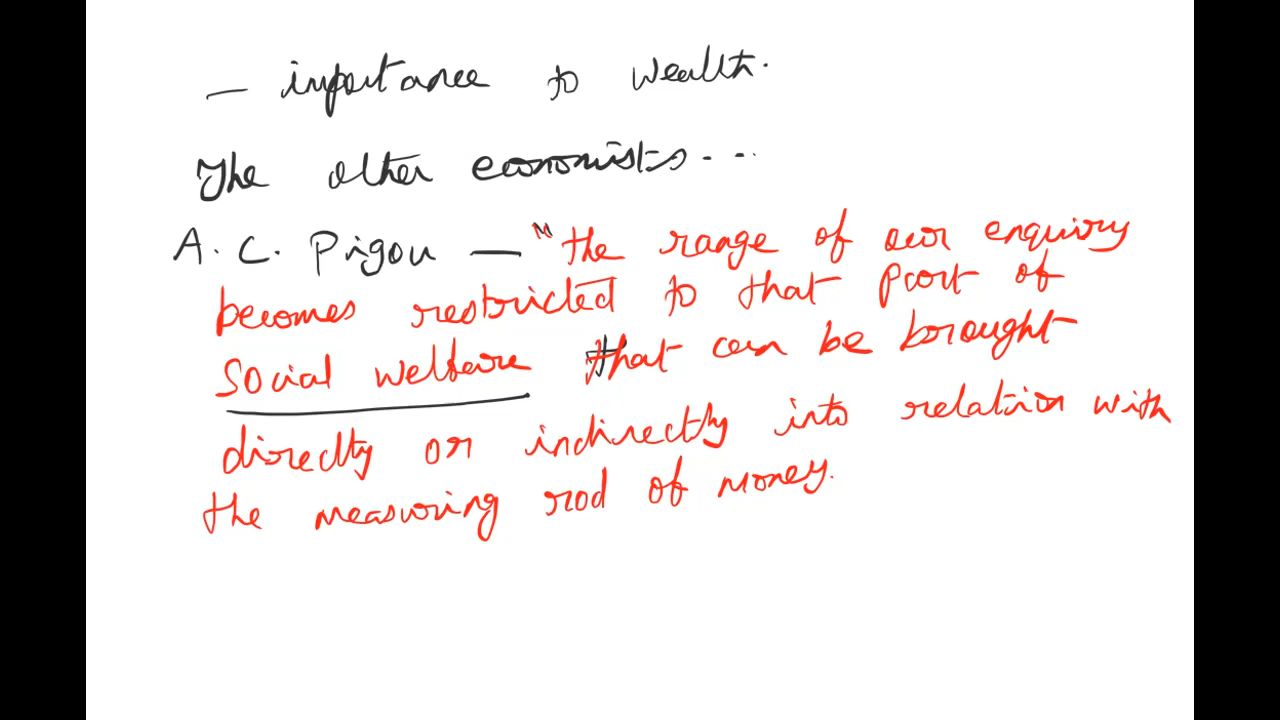 — importance to wealth.
The other economists...
A. C. Pigou — "the range of our enquiry
becomes restricted to that part of
social welfare that can be brought
directly or indirectly into relation with
the measuring rod of money.